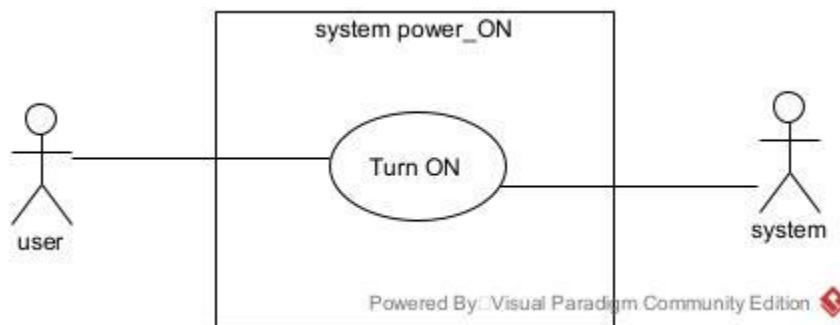 system power_ON
Turn ON
user
system
Powered By Visual Paradigm Community Edition